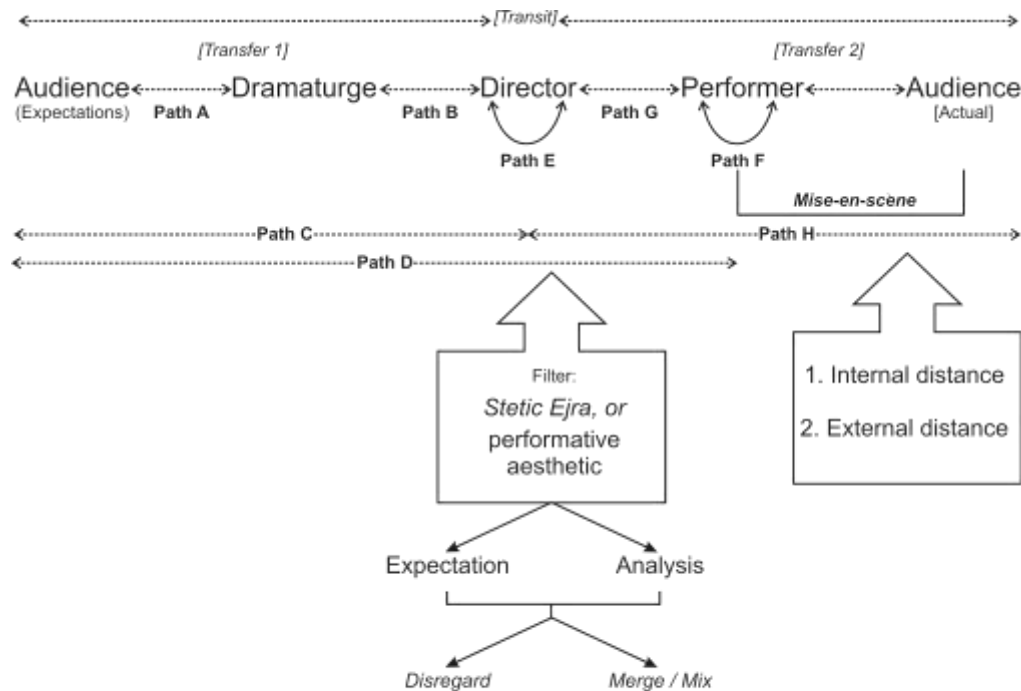 [Transit]
[Transfer 1] [Transfer 2]
Audience Dramaturge Director Performer Audience
(Expectations) Path A Path B Path G [Actual]
Path E Path F
Mise-en-scène
Path C Path H
Path D
Filter:
Stetic Ejra, or
performative
aesthetic
1. Internal distance
2. External distance
Expectation Analysis
Disregard Merge / Mix